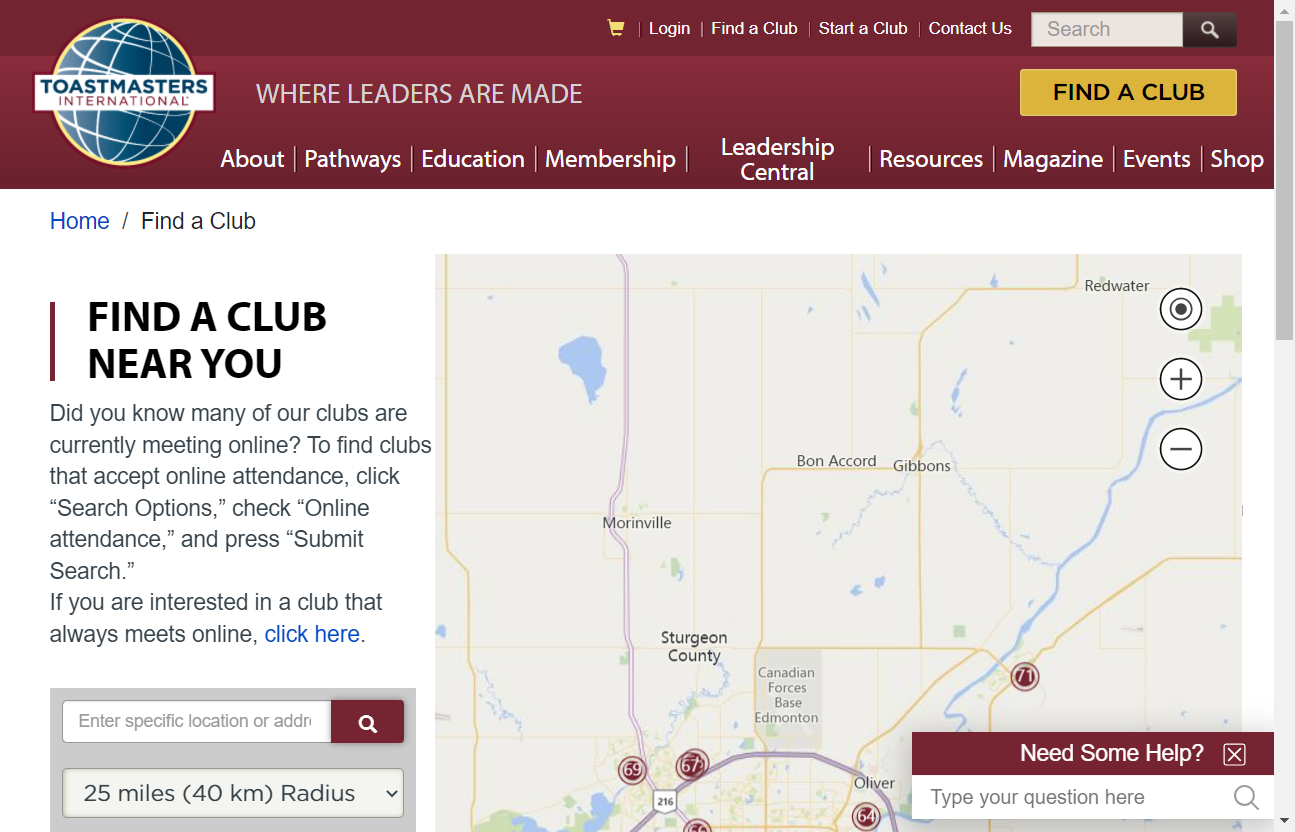 Login
Find a Club
Start a Club
Contact Us
Search
TOASTMASTERS
INTERNATIONAL
WHERE LEADERS ARE MADE
FIND A CLUB
About
Pathways
Education
Membership
Leadership
Central
Resources
Magazine
Events
Shop
Home / Find a Club
FIND A CLUB
NEAR YOU
Did you know many of our clubs are
currently meeting online? To find clubs
that accept online attendance, click
“Search Options,” check “Online
attendance,” and press “Submit
Search.”
If you are interested in a club that
always meets online, click here.
Enter specific location or addr
25 miles (40 km) Radius
Redwater
Bon Accord
Gibbons
Morinville
Sturgeon
County
Canadian
Forces
Base
Edmonton
71
69
67
216
Oliver
64
Need Some Help?
Type your question here